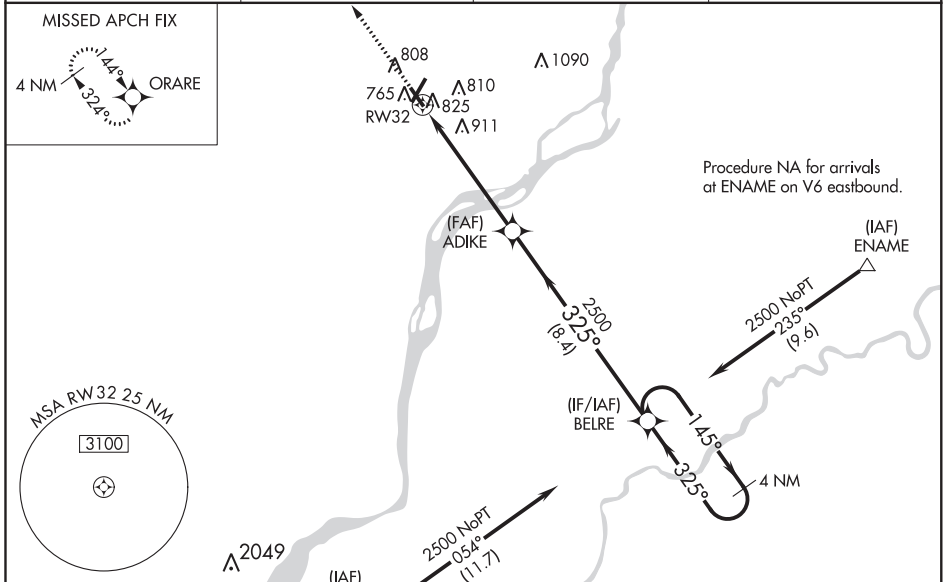 MISSED APCH FIX
4 NM
144°
324°
ORARE
808
1090
765
810
825
RW32
911
Procedure NA for arrivals
at ENAME on V6 eastbound.
(FAF)
ADIKE
(IAF)
ENAME
2500 NoPT
235°
(9.6)
2500
325°
(8.4)
(IF/IAF)
BELRE
145°
325°
4 NM
MSA RW32 25 NM
3100
2500 NoPT
054°
(11.7)
2049
(IAF)